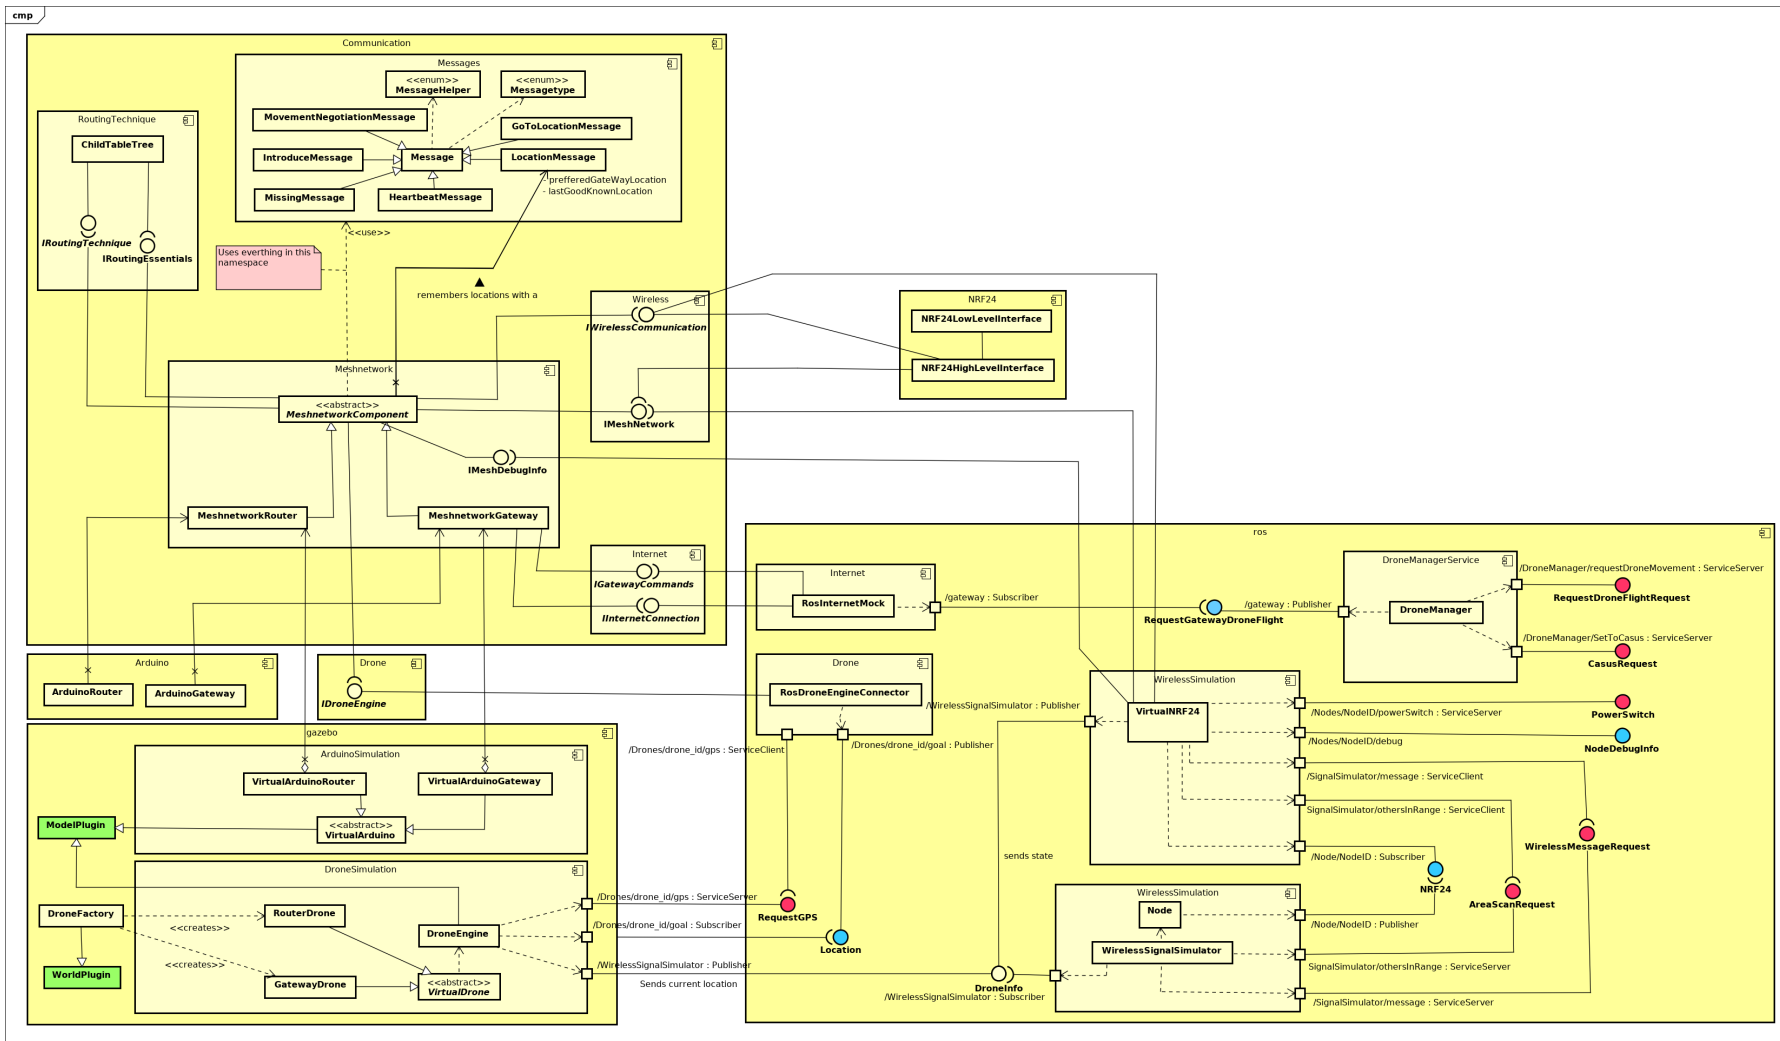 cmp
Communication
Messages
<<enum>>
MessageHelper
<<enum>>
Messagetype
MovementNegotiationMessage
GoToLocationMessage
IntroduceMessage
Message
LocationMessage
MissingMessage
HeartbeatMessage
- prefferedGateWayLocation
- lastGoodKnownLocation
RoutingTechnique
ChildTableTree
IRoutingTechnique
IRoutingEssentials
<<use>>
Uses everthing in this
namespace
remembers locations with a
Wireless
IWirelessCommunication
IMeshNetwork
NRF24
NRF24LowLevelInterface
NRF24HighLevelInterface
Meshnetwork
<<abstract>>
MeshnetworkComponent
IMeshDebugInfo
MeshnetworkRouter
MeshnetworkGateway
Internet
IGatewayCommands
IInternetConnection
Arduino
ArduinoRouter
ArduinoGateway
Drone
IDroneEngine
ros
Internet
RosInternetMock
/gateway : Subscriber
RequestGatewayDroneFlight
/gateway : Publisher
DroneManagerService
DroneManager
/DroneManager/requestDroneMovement : ServiceServer
RequestDroneFlightRequest
/DroneManager/SetToCasus : ServiceServer
CasusRequest
Drone
RosDroneEngineConnector
/WirelessSignalSimulator : Publisher
/Drones/drone_id/gps : ServiceClient
/Drones/drone_id/goal : Publisher
WirelessSimulation
VirtualNRF24
/Nodes/NodeID/powerSwitch : ServiceServer
PowerSwitch
/Nodes/NodeID/debug
NodeDebugInfo
/SignalSimulator/message : ServiceClient
SignalSimulator/othersInRange : ServiceClient
WirelessMessageRequest
/Node/NodeID : Subscriber
NRF24
AreaScanRequest
sends state
WirelessSimulation
Node
WirelessSignalSimulator
/Node/NodeID : Publisher
SignalSimulator/othersInRange : ServiceServer
/SignalSimulator/message : ServiceServer
gazebo
ArduinoSimulation
VirtualArduinoRouter
VirtualArduinoGateway
<<abstract>>
VirtualArduino
ModelPlugin
DroneSimulation
DroneFactory
RouterDrone
<<creates>>
DroneEngine
<<creates>>
WorldPlugin
GatewayDrone
<<abstract>>
VirtualDrone
/Drones/drone_id/gps : ServiceServer
RequestGPS
/Drones/drone_id/goal : Subscriber
Location
/WirelessSignalSimulator : Publisher
Sends current location
DroneInfo
/WirelessSignalSimulator : Subscriber